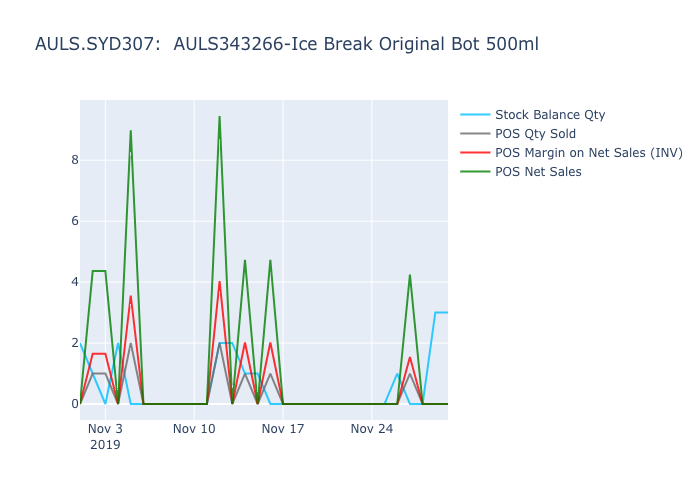 AULS.SYD307:  AULS343266-Ice Break Original Bot 500ml
Stock Balance Qty
POS Qty Sold
POS Margin on Net Sales (INV)
POS Net Sales
8
6
4
2
0
Nov 3
2019
Nov 10
Nov 17
Nov 24